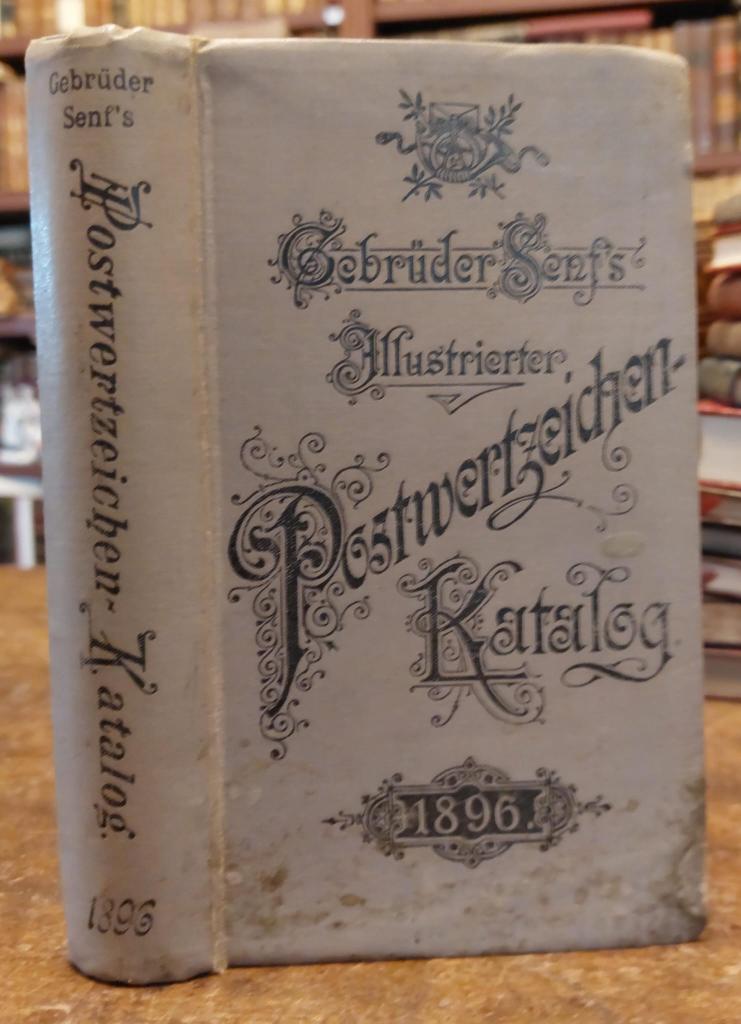 Gebrüder
Senf's
Postwertzeichen-Katalog.
1896
Gebrüder Senf's
Illustrierter
Postwertzeichen-
Katalog.
1896.